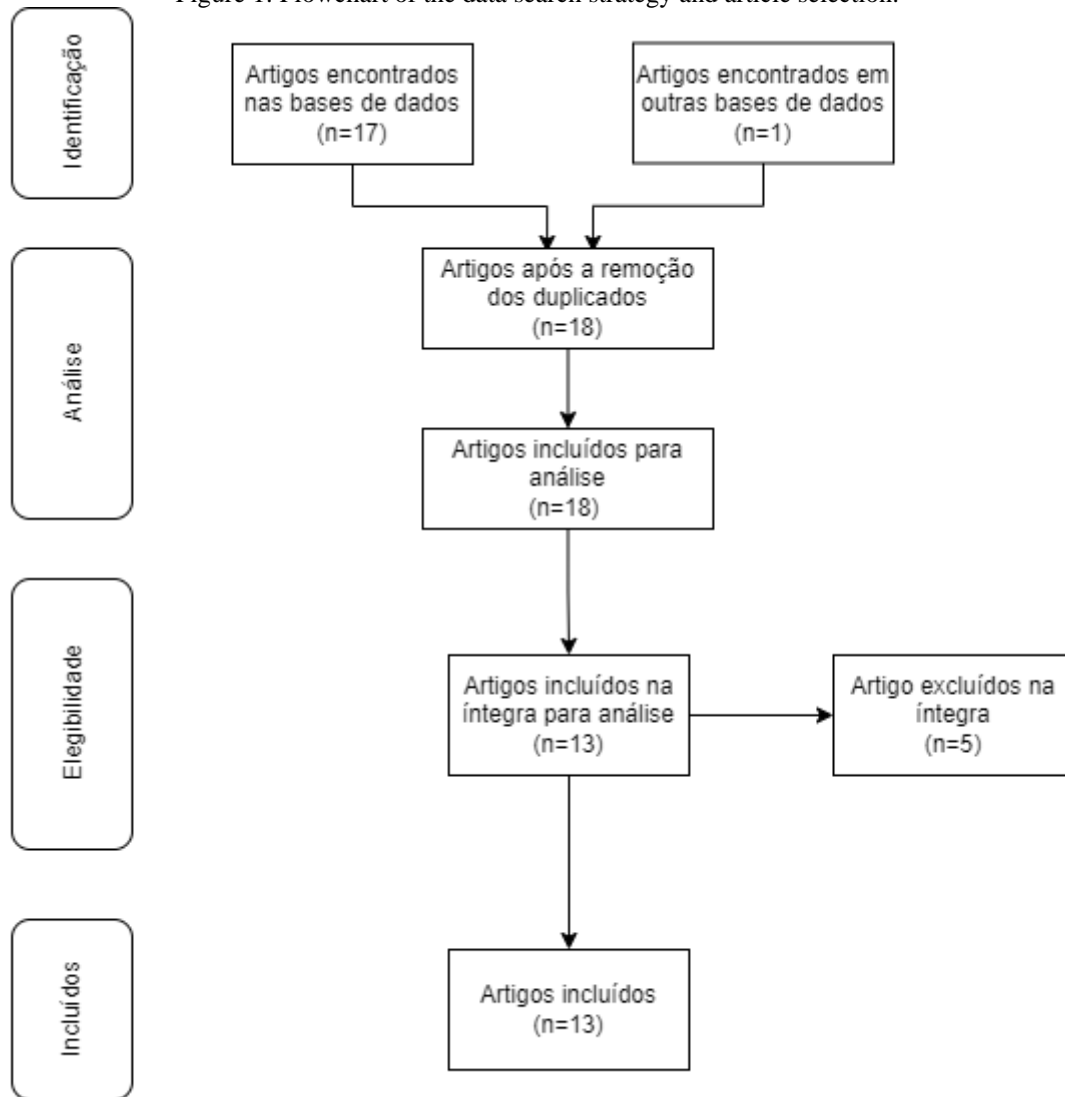 Figure 1. Flowchart of the data search strategy and article selection.
Identificação
Artigos encontrados
nas bases de dados
(n=17)
Artigos encontrados em
outras bases de dados
(n=1)
Análise
Artigos após a remoção
dos duplicados
(n=18)
Artigos incluídos para
análise
(n=18)
Elegibilidade
Artigos incluídos na
íntegra para análise
(n=13)
Artigo excluídos na
íntegra
(n=5)
Incluídos
Artigos incluídos
(n=13)